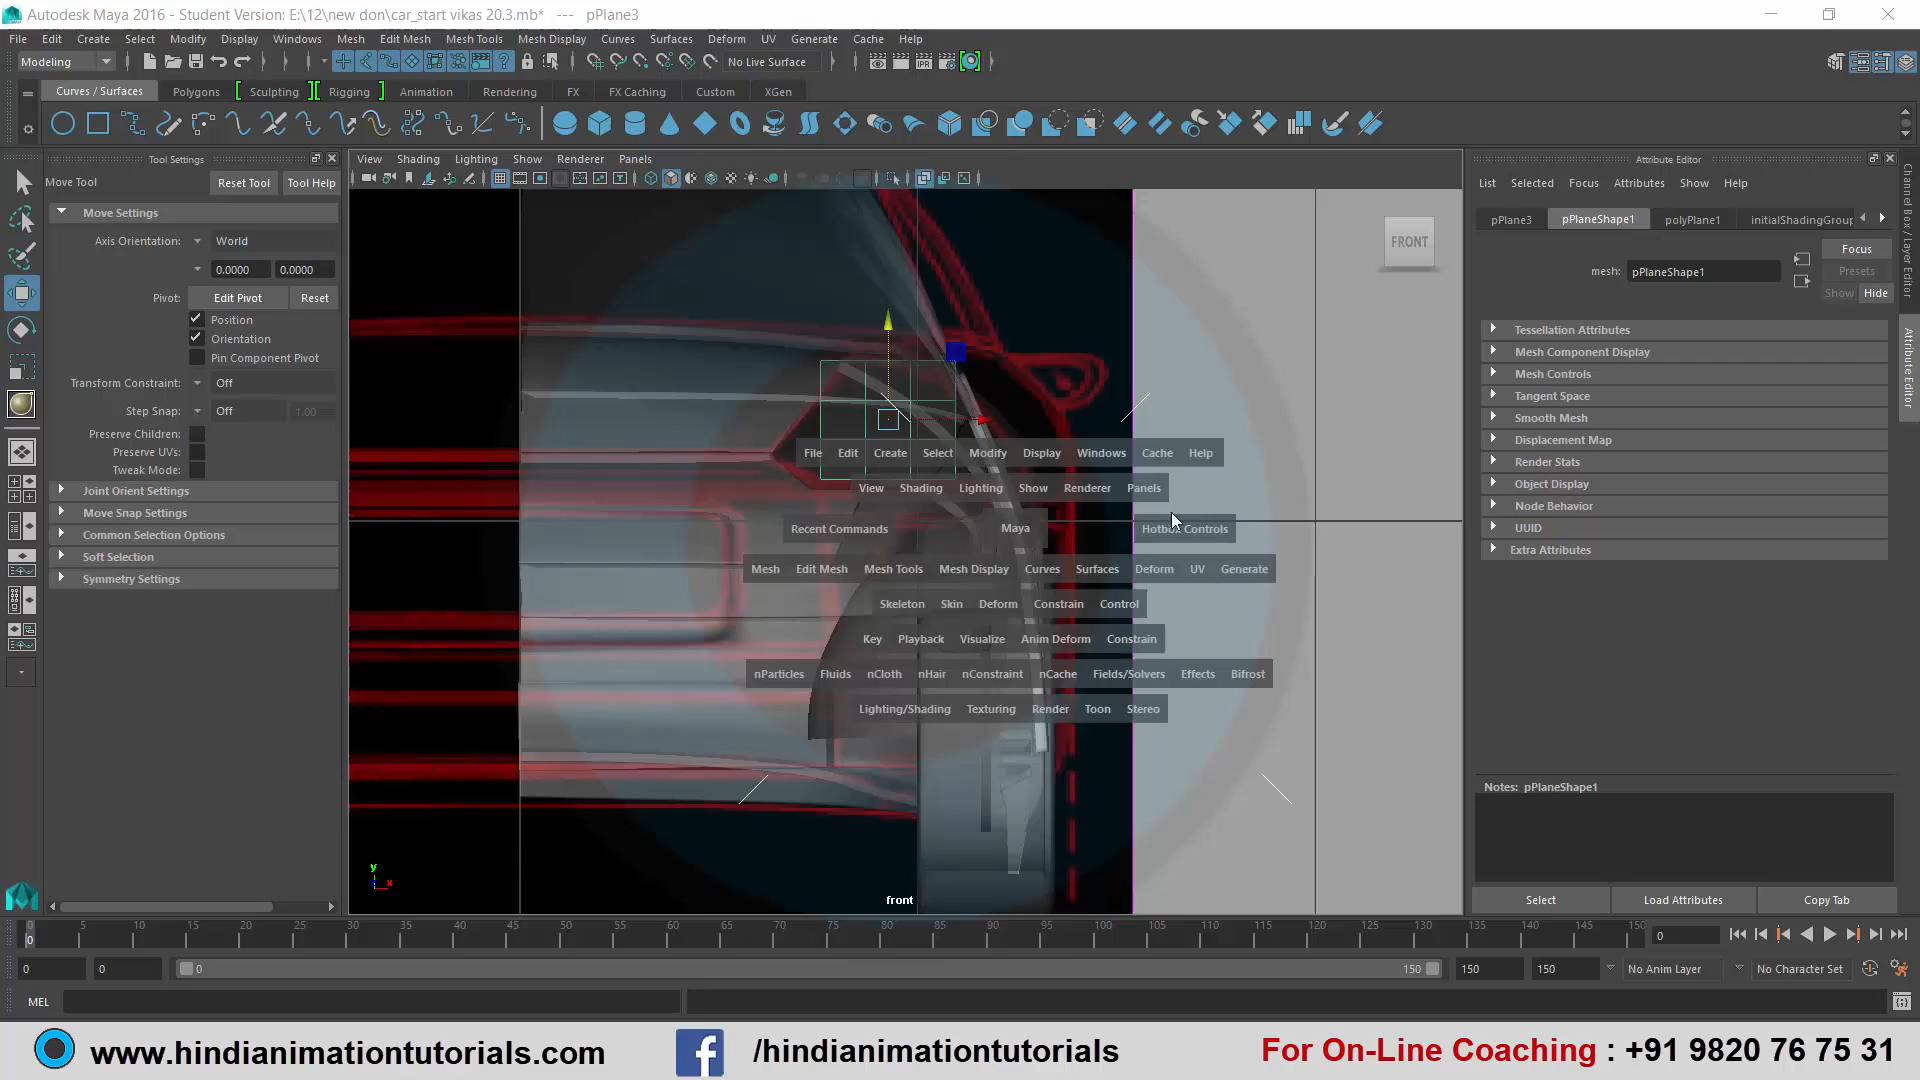 Autodesk Maya 2016 - Student Version: E:\12\new don\car_start vikas 20.3.mb* --- pPlane3
File Edit Create Select Modify Display Windows Mesh Edit Mesh Mesh Tools Mesh Display Curves Surfaces Deform UV Generate Cache Help
Modeling No Live Surface
Curves / Surfaces Polygons Sculpting Rigging Animation Rendering FX FX Caching Custom XGen
Tool Settings
Move Tool Reset Tool Tool Help
Move Settings
Axis Orientation: World
0.0000 0.0000
Pivot: Edit Pivot Reset
Position
Orientation
Pin Component Pivot
Transform Constraint: Off
Step Snap: Off 1.00
Preserve Children:
Preserve UVs:
Tweak Mode:
Joint Orient Settings
Move Snap Settings
Common Selection Options
Soft Selection
Symmetry Settings
View Shading Lighting Show Renderer Panels
FRONT
File Edit Create Select Modify Display Windows Cache Help
View Shading Lighting Show Renderer Panels
Recent Commands Maya Hotbox Controls
Mesh Edit Mesh Mesh Tools Mesh Display Curves Surfaces Deform UV Generate
Skeleton Skin Deform Constrain Control
Key Playback Visualize Anim Deform Constrain
nParticles Fluids nCloth nHair nConstraint nCache Fields/Solvers Effects Bifrost
Lighting/Shading Texturing Render Toon Stereo
y
x
front
Attribute Editor
List Selected Focus Attributes Show Help
pPlane3 pPlaneShape1 polyPlane1 initialShadingGroup
Focus
mesh: pPlaneShape1 Presets
Show Hide
Tessellation Attributes
Mesh Component Display
Mesh Controls
Tangent Space
Smooth Mesh
Displacement Map
Render Stats
Object Display
Node Behavior
UUID
Extra Attributes
Notes: pPlaneShape1
Select Load Attributes Copy Tab
Channel Box / Layer Editor
Attribute Editor
0 5 10 15 20 25 30 35 40 45 50 55 60 65 70 75 80 85 90 95 100 105 110 115 120 125 130 135 140 145 150
0 0
0 0 0 150 150 150 No Anim Layer No Character Set
MEL
www.hindianimationtutorials.com f /hindianimationtutorials For On-Line Coaching : +91 9820 76 75 31